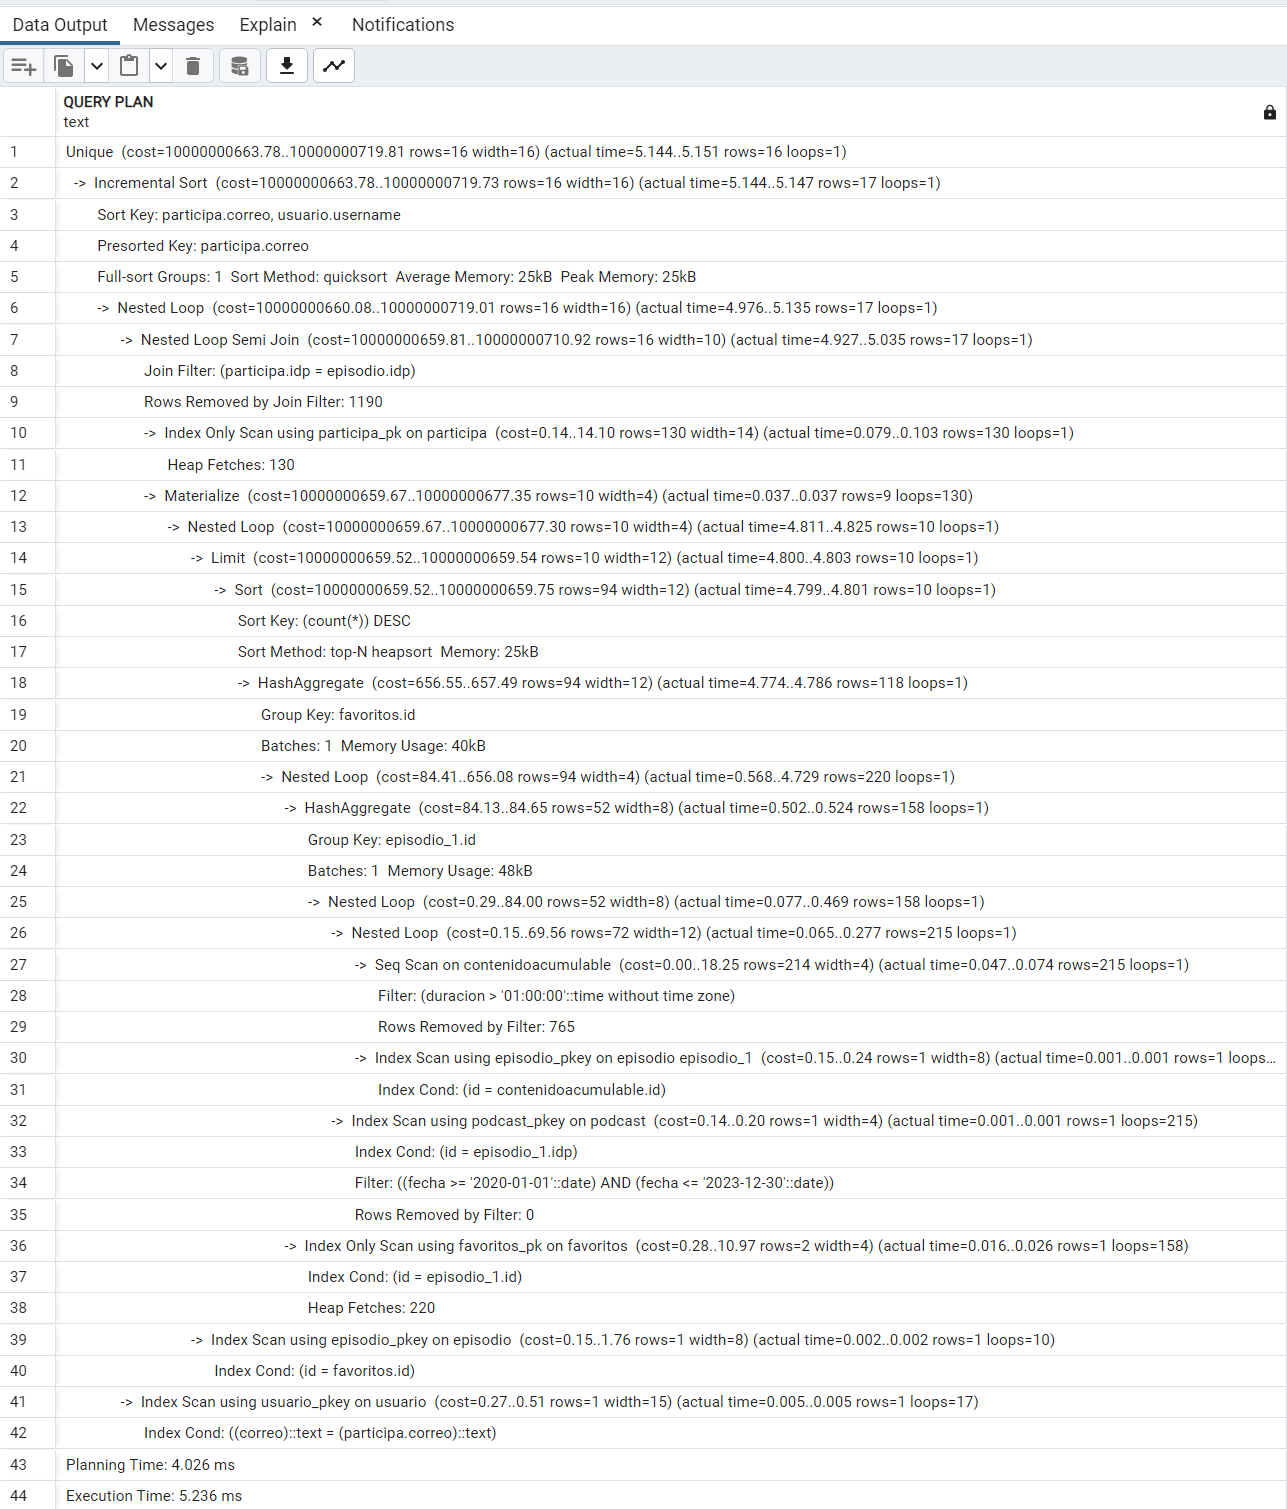 Data Output Messages Explain × Notifications
QUERY PLAN
text
1 Unique (cost=10000000663.78..10000000719.81 rows=16 width=16) (actual time=5.144..5.151 rows=16 loops=1)
2 -> Incremental Sort (cost=10000000663.78..10000000719.73 rows=16 width=16) (actual time=5.144..5.147 rows=17 loops=1)
3 Sort Key: participa.correo, usuario.username
4 Presorted Key: participa.correo
5 Full-sort Groups: 1 Sort Method: quicksort Average Memory: 25kB Peak Memory: 25kB
6 -> Nested Loop (cost=10000000660.08..10000000719.01 rows=16 width=16) (actual time=4.976..5.135 rows=17 loops=1)
7 -> Nested Loop Semi Join (cost=10000000659.81..10000000710.92 rows=16 width=10) (actual time=4.927..5.035 rows=17 loops=1)
8 Join Filter: (participa.idp = episodio.idp)
9 Rows Removed by Join Filter: 1190
10 -> Index Only Scan using participa_pk on participa (cost=0.14..14.10 rows=130 width=14) (actual time=0.079..0.103 rows=130 loops=1)
11 Heap Fetches: 130
12 -> Materialize (cost=10000000659.67..10000000677.35 rows=10 width=4) (actual time=0.037..0.037 rows=9 loops=130)
13 -> Nested Loop (cost=10000000659.67..10000000677.30 rows=10 width=4) (actual time=4.811..4.825 rows=10 loops=1)
14 -> Limit (cost=10000000659.52..10000000659.54 rows=10 width=12) (actual time=4.800..4.803 rows=10 loops=1)
15 -> Sort (cost=10000000659.52..10000000659.75 rows=94 width=12) (actual time=4.799..4.801 rows=10 loops=1)
16 Sort Key: (count(*)) DESC
17 Sort Method: top-N heapsort Memory: 25kB
18 -> HashAggregate (cost=656.55..657.49 rows=94 width=12) (actual time=4.774..4.786 rows=118 loops=1)
19 Group Key: favoritos.id
20 Batches: 1 Memory Usage: 40kB
21 -> Nested Loop (cost=84.41..656.08 rows=94 width=4) (actual time=0.568..4.729 rows=220 loops=1)
22 -> HashAggregate (cost=84.13..84.65 rows=52 width=8) (actual time=0.502..0.524 rows=158 loops=1)
23 Group Key: episodio_1.id
24 Batches: 1 Memory Usage: 48kB
25 -> Nested Loop (cost=0.29..84.00 rows=52 width=8) (actual time=0.077..0.469 rows=158 loops=1)
26 -> Nested Loop (cost=0.15..69.56 rows=72 width=12) (actual time=0.065..0.277 rows=215 loops=1)
27 -> Seq Scan on contenidoacumulable (cost=0.00..18.25 rows=214 width=4) (actual time=0.047..0.074 rows=215 loops=1)
28 Filter: (duracion > '01:00:00'::time without time zone)
29 Rows Removed by Filter: 765
30 -> Index Scan using episodio_pkey on episodio episodio_1 (cost=0.15..0.24 rows=1 width=8) (actual time=0.001..0.001 rows=1 loops...
31 Index Cond: (id = contenidoacumulable.id)
32 -> Index Scan using podcast_pkey on podcast (cost=0.14..0.20 rows=1 width=4) (actual time=0.001..0.001 rows=1 loops=215)
33 Index Cond: (id = episodio_1.idp)
34 Filter: ((fecha >= '2020-01-01'::date) AND (fecha <= '2023-12-30'::date))
35 Rows Removed by Filter: 0
36 -> Index Only Scan using favoritos_pk on favoritos (cost=0.28..10.97 rows=2 width=4) (actual time=0.016..0.026 rows=1 loops=158)
37 Index Cond: (id = episodio_1.id)
38 Heap Fetches: 220
39 -> Index Scan using episodio_pkey on episodio (cost=0.15..1.76 rows=1 width=8) (actual time=0.002..0.002 rows=1 loops=10)
40 Index Cond: (id = favoritos.id)
41 -> Index Scan using usuario_pkey on usuario (cost=0.27..0.51 rows=1 width=15) (actual time=0.005..0.005 rows=1 loops=17)
42 Index Cond: ((correo)::text = (participa.correo)::text)
43 Planning Time: 4.026 ms
44 Execution Time: 5.236 ms